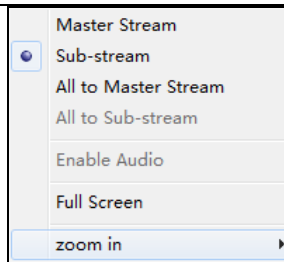 Master Stream
Sub-stream
All to Master Stream
All to Sub-stream
Enable Audio
Full Screen
zoom in